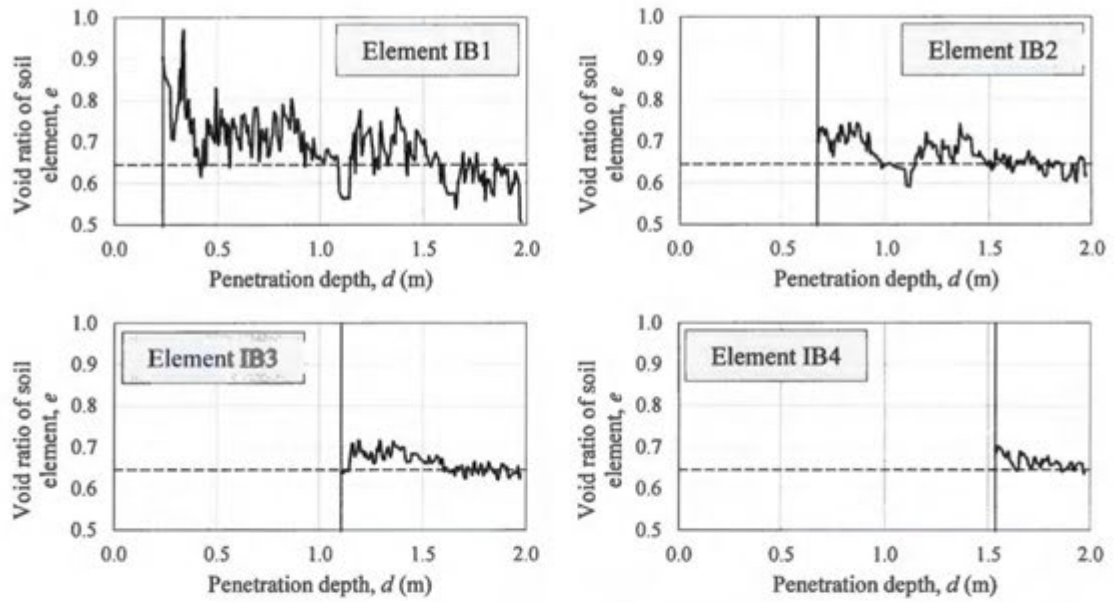 1.0
0.9
0.8
0.7
0.6
0.5
Void ratio of soil
element, e
Element IB1
0.0 0.5 1.0 1.5 2.0
Penetration depth, d (m)
1.0
0.9
0.8
0.7
0.6
0.5
Void ratio of soil
element, e
Element IB2
0.0 0.5 1.0 1.5 2.0
Penetration depth, d (m)
1.0
0.9
0.8
0.7
0.6
0.5
Void ratio of soil
element, e
Element IB3
0.0 0.5 1.0 1.5 2.0
Penetration depth, d (m)
1.0
0.9
0.8
0.7
0.6
0.5
Void ratio of soil
element, e
Element IB4
0.0 0.5 1.0 1.5 2.0
Penetration depth, d (m)